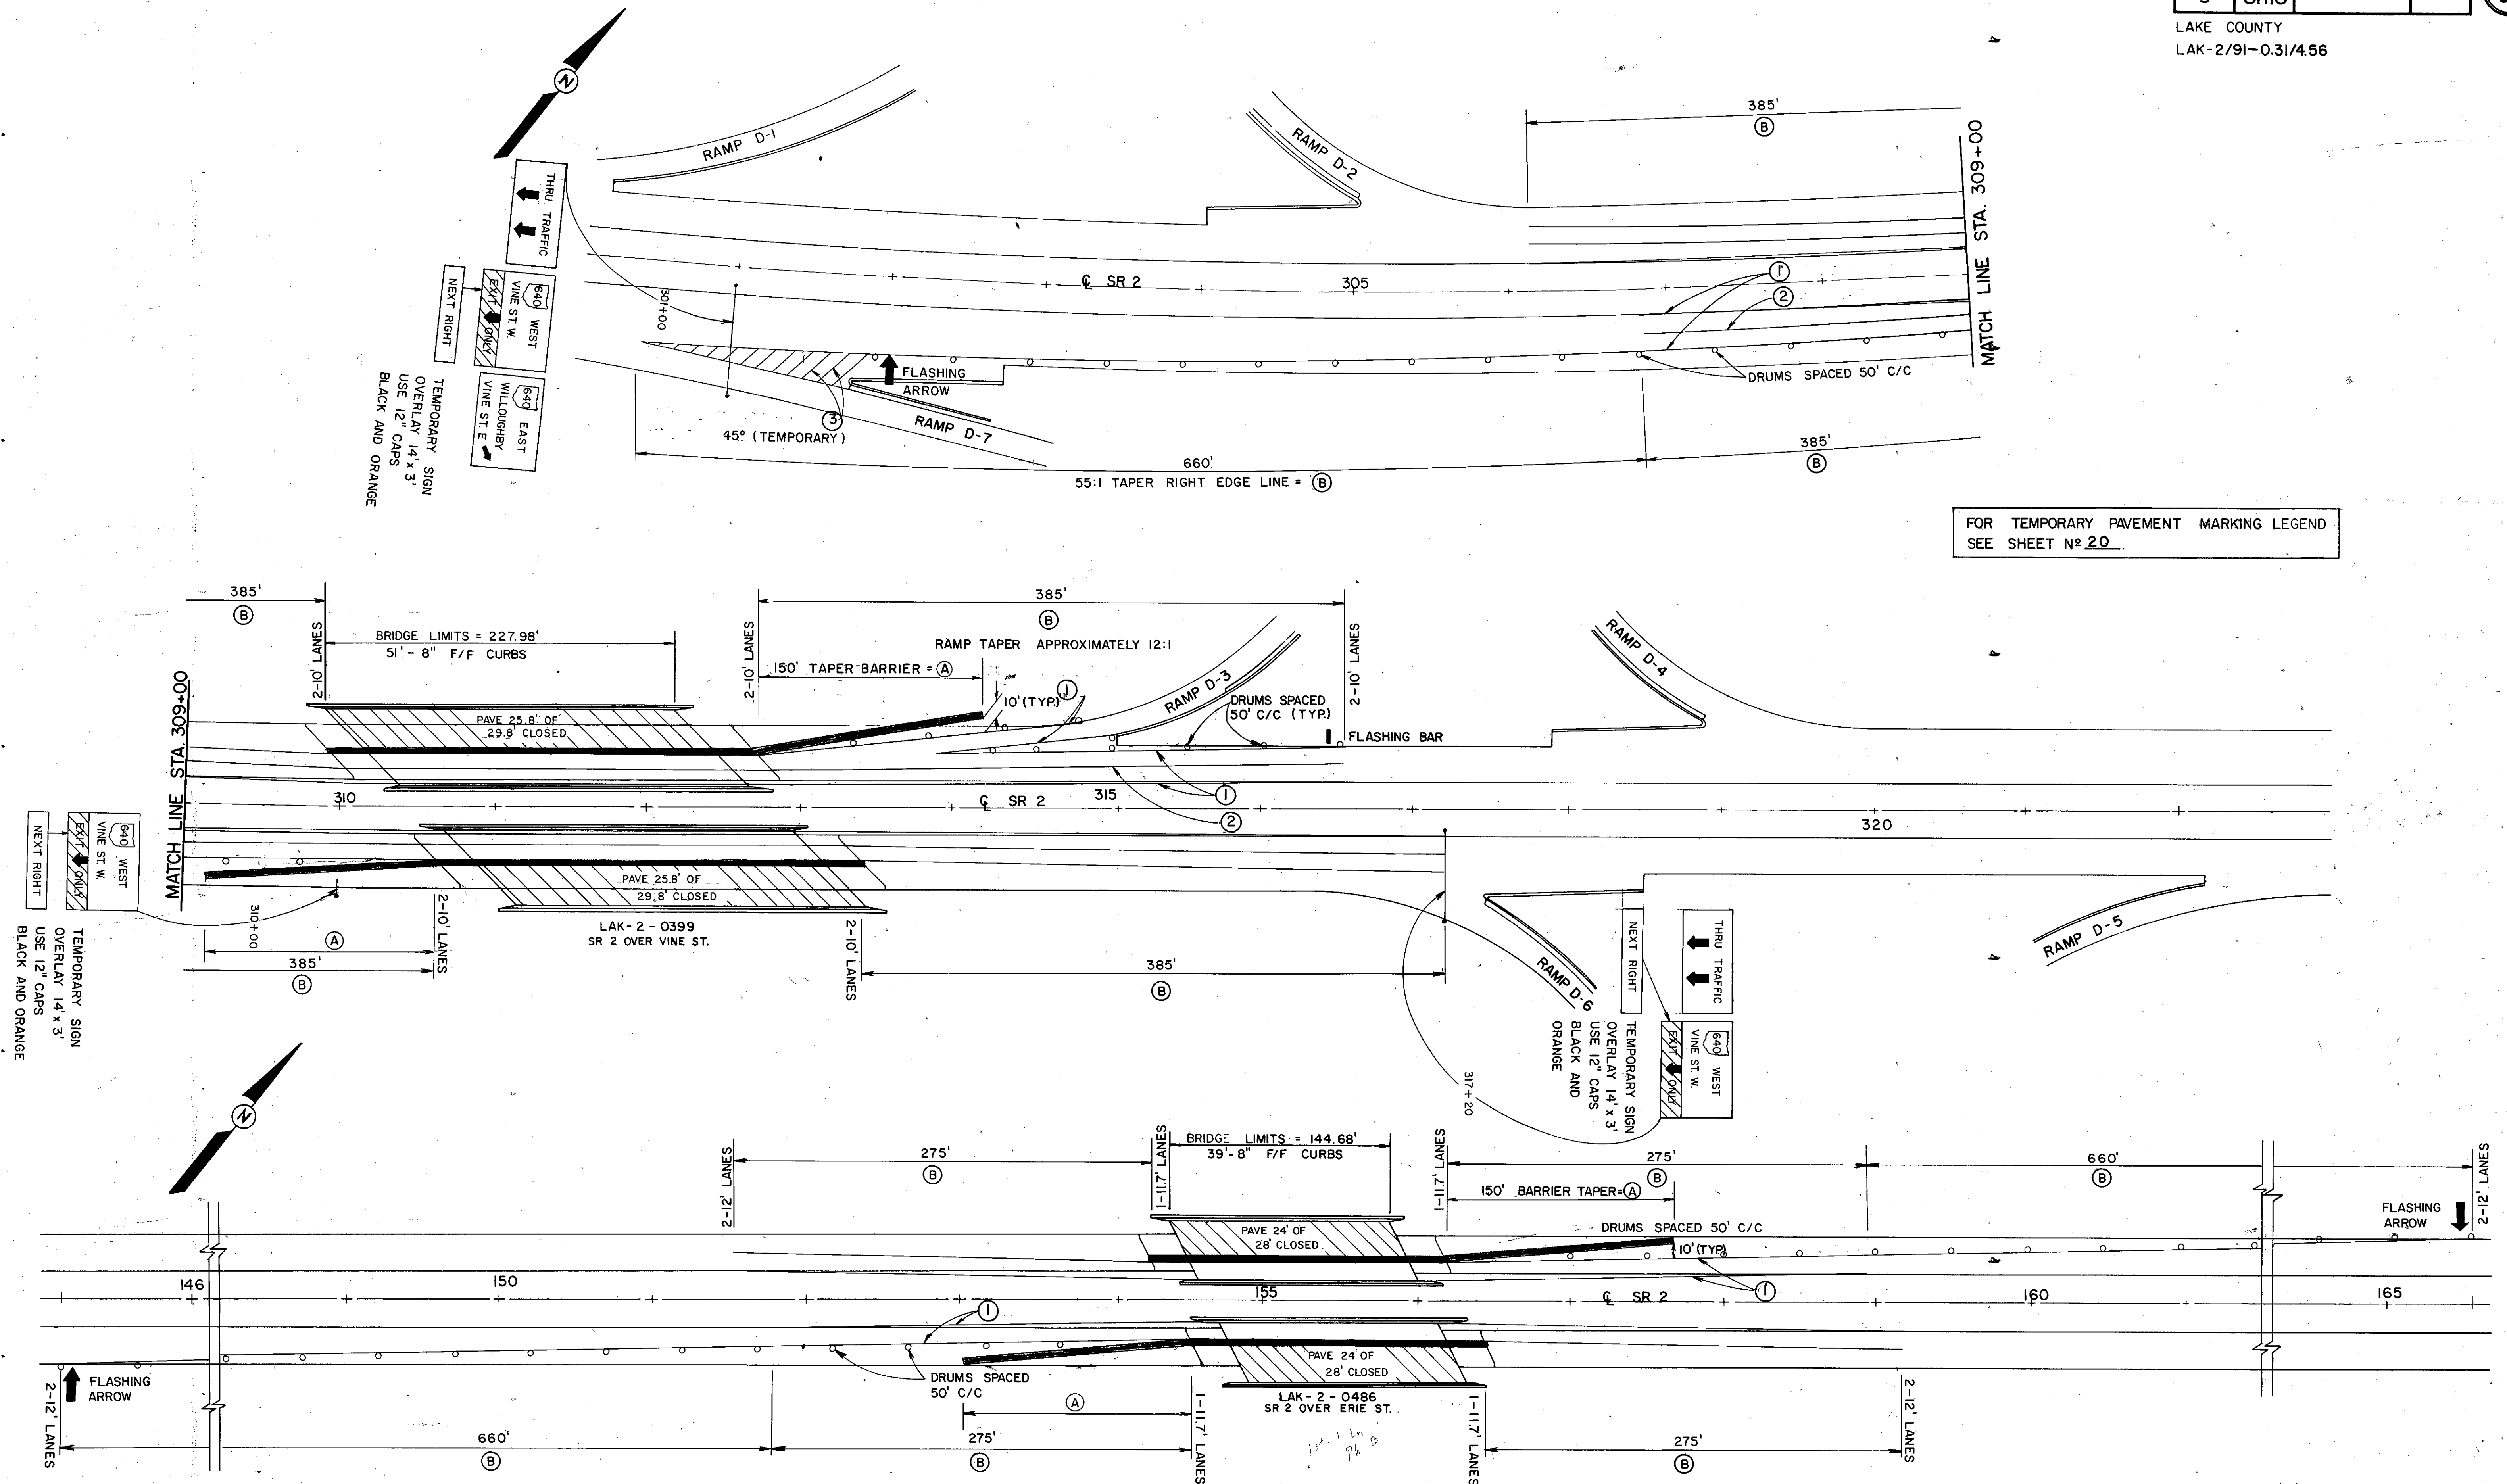 OHIO
LAKE COUNTY
LAK-2/91-0.31/4.56
N
RAMP D-1
RAMP D-2
385'
B
MATCH LINE STA. 309+00
THRU TRAFFIC
640 WEST
VINE ST. W.
EXIT ONLY
NEXT RIGHT
640 EAST
WILLOUGHBY
VINE ST. E
TEMPORARY SIGN
OVERLAY 14' x 3'
USE 12" CAPS
BLACK AND ORANGE
301+00
℄ SR 2
305
1
2
FLASHING
ARROW
3
45° (TEMPORARY)
RAMP D-7
DRUMS SPACED 50' C/C
660'
55:1 TAPER RIGHT EDGE LINE = B
385'
B
FOR TEMPORARY PAVEMENT MARKING LEGEND
SEE SHEET Nº 20.
385'
B
2-10' LANES
BRIDGE LIMITS = 227.98'
51'-8" F/F CURBS
2-10' LANES
385'
B
RAMP TAPER APPROXIMATELY 12:1
150' TAPER BARRIER = A
10' (TYP.)
1
RAMP D-3
DRUMS SPACED
50' C/C (TYP.)
2-10' LANES
FLASHING BAR
RAMP D-4
MATCH LINE STA. 309+00
PAVE 25.8' OF
29.8' CLOSED
310
℄ SR 2
315
1
2
320
640 WEST
VINE ST. W.
EXIT ONLY
NEXT RIGHT
TEMPORARY SIGN
OVERLAY 14' x 3'
USE 12" CAPS
BLACK AND ORANGE
310+00
A
385'
B
2-10' LANES
PAVE 25.8' OF
29.8' CLOSED
LAK-2-0399
SR 2 OVER VINE ST.
2-10' LANES
385'
B
RAMP D-6
RAMP D-5
THRU TRAFFIC
NEXT RIGHT
640 WEST
VINE ST. W.
EXIT ONLY
TEMPORARY SIGN
OVERLAY 14' x 3'
USE 12" CAPS
BLACK AND
ORANGE
317+20
N
2-12' LANES
275'
B
1-11.7' LANES
BRIDGE LIMITS = 144.68'
39'-8" F/F CURBS
1-11.7' LANES
275'
B
150' BARRIER TAPER=A
660'
B
2-12' LANES
FLASHING
ARROW
DRUMS SPACED 50' C/C
10' (TYP)
PAVE 24' OF
28' CLOSED
146
150
155
℄ SR 2
1
160
165
1
FLASHING
ARROW
2-12' LANES
DRUMS SPACED
50' C/C
A
1-11.7' LANES
PAVE 24' OF
28' CLOSED
LAK-2-0486
SR 2 OVER ERIE ST.
1st. 1 Ln
Ph. B
1-11.7' LANES
2-12' LANES
660'
B
275'
B
275'
B